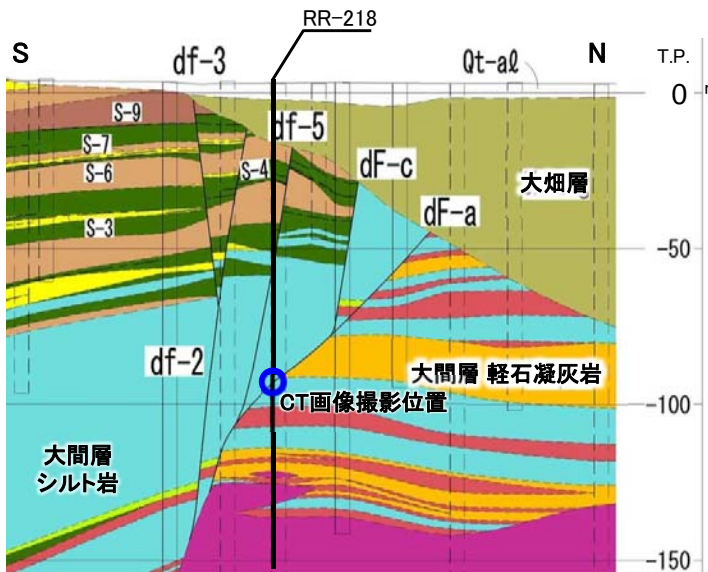 RR-218
S
df-3
Qt-al
N
T.P.
0
S-9
S-7
S-6
S-4
df-5
dF-c
dF-a
大畑層
S-3
-50
df-2
大間層 軽石凝灰岩
CT画像撮影位置
-100
大間層
シルト岩
-150